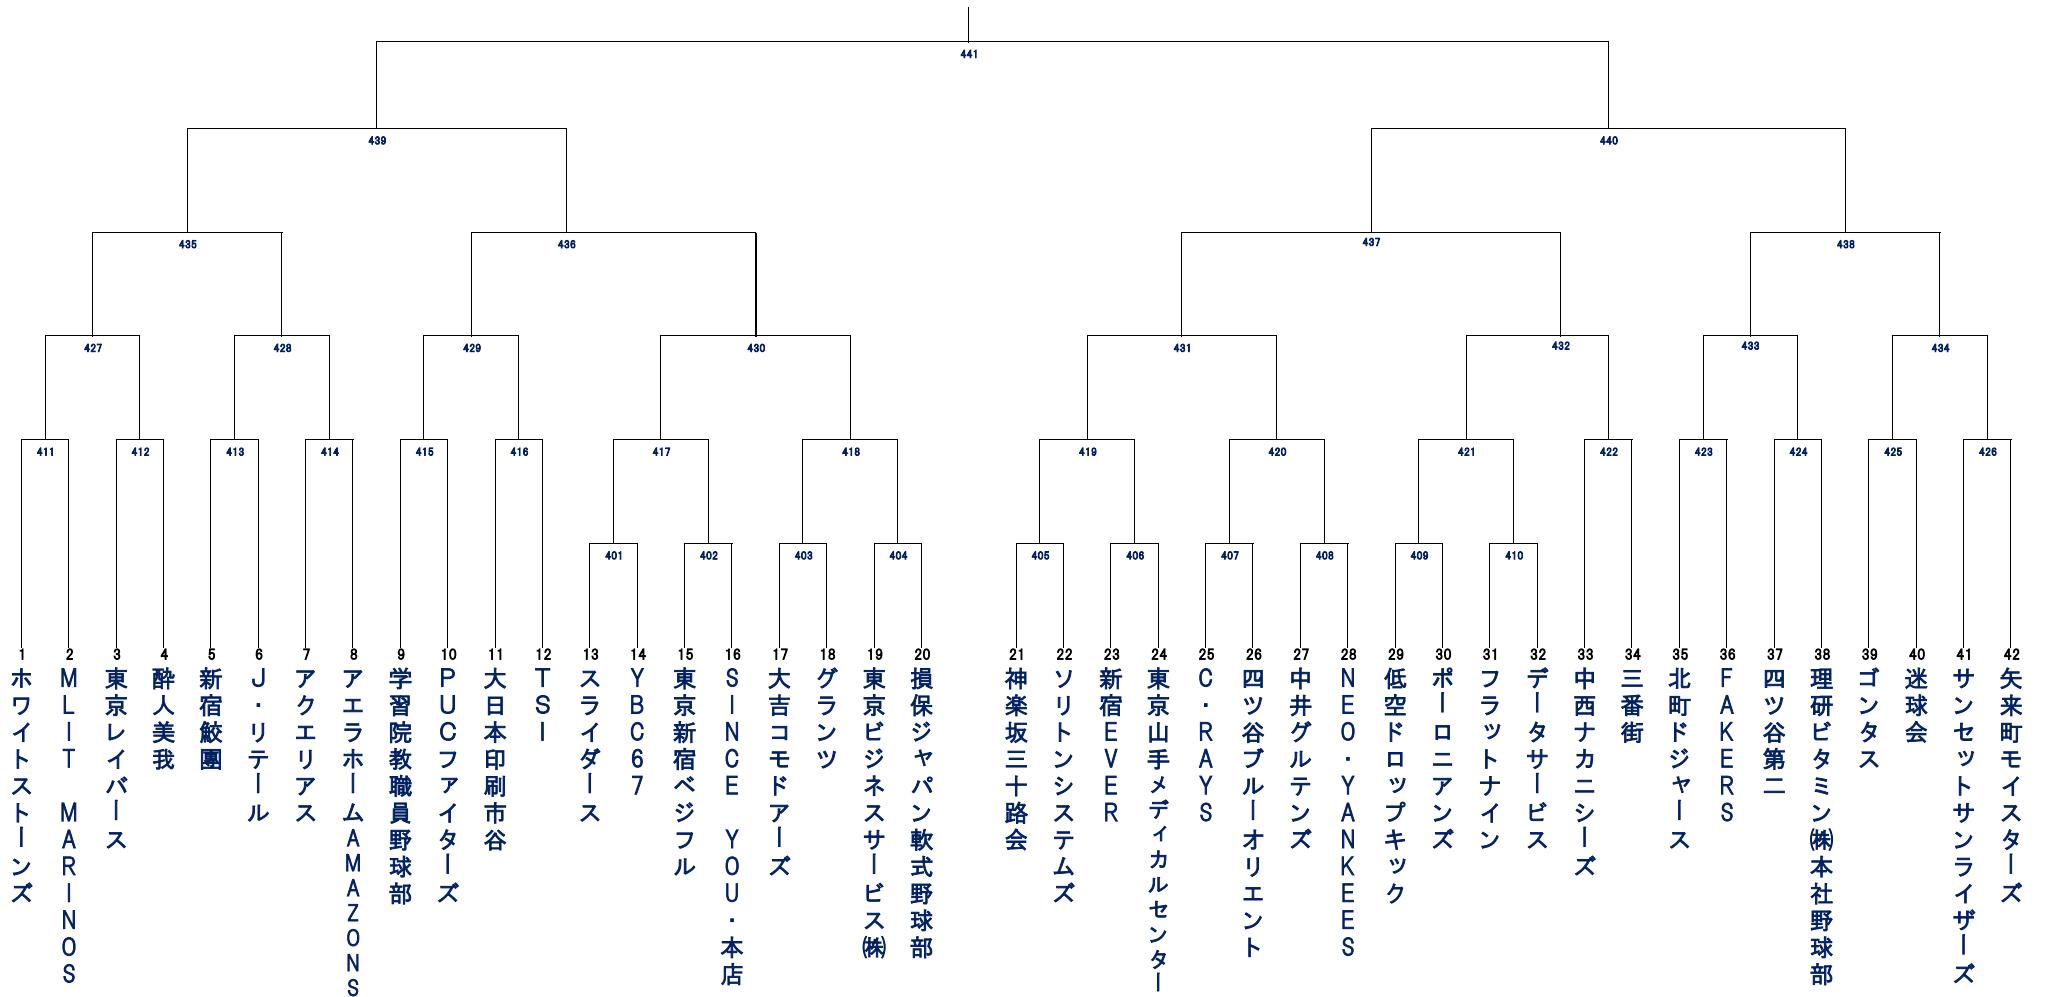 441
439
440
435
436
437
438
427
428
429
430
431
432
433
434
411
412
413
414
415
416
417
418
419
420
421
422
423
424
425
426
401
402
403
404
405
406
407
408
409
410
1
2
3
4
5
6
7
8
9
10
11
12
13
14
15
16
17
18
19
20
21
22
23
24
25
26
27
28
29
30
31
32
33
34
35
36
37
38
39
40
41
42
ホワイトストーンズ
MLIT MARINOS
東京レイバース
酔人美我
新宿鮫團
J・リテール
アクエリアス
アエラホームAMAZONS
学習院教職員野球部
PUCファイターズ
大日本印刷市谷
TSI
スライダース
YBC67
東京新宿ベジフル
SINCE YOU・本店
大吉コモドアーズ
グランツ
東京ビジネスサービス㈱
損保ジャパン軟式野球部
神楽坂三十路会
ソリトンシステムズ
新宿EVER
東京山手メディカルセンター
C・RAYS
四ツ谷ブルーオリエント
中井グルテンズ
NEO・YANKEES
低空ドロップキック
ポーロニアンズ
フラットナイン
データサービス
中西ナカニシーズ
三番街
北町ドジャース
FAKERS
四ツ谷第二
理研ビタミン㈱本社野球部
ゴンタス
迷球会
サンセットサンライザーズ
矢来町モイスターズ